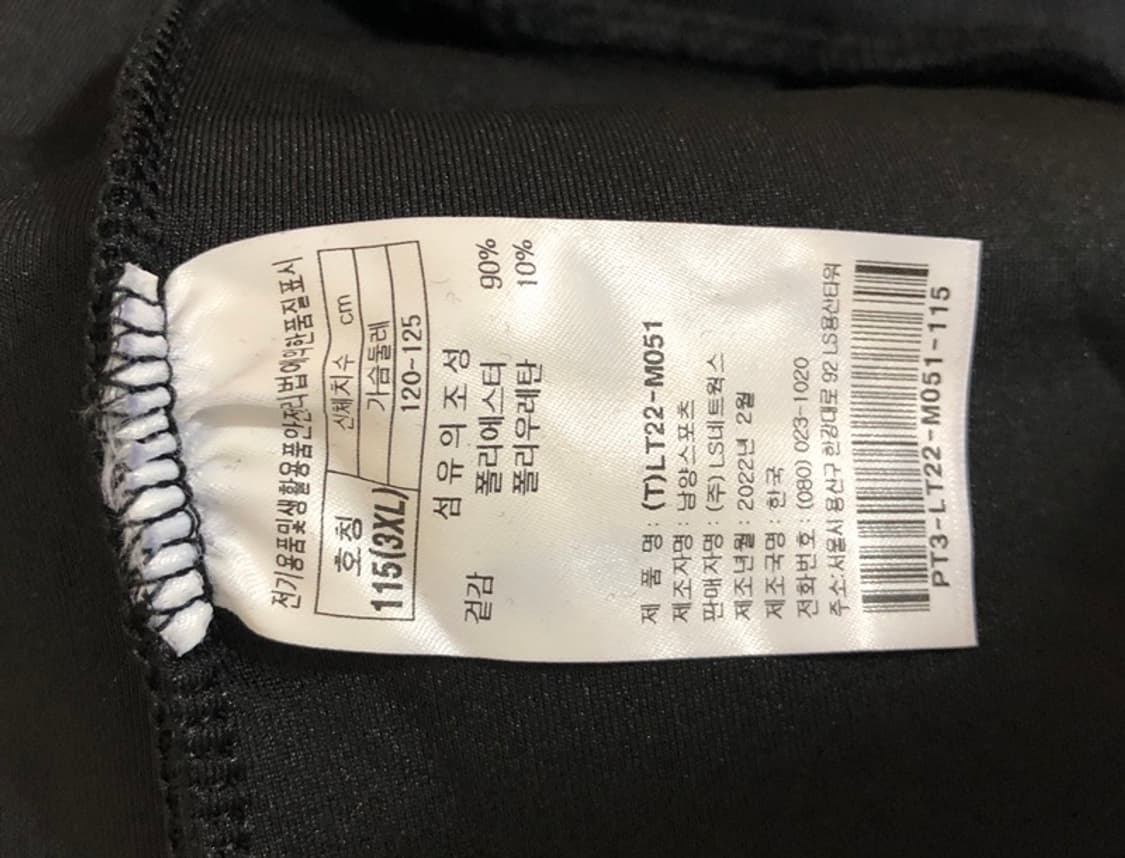 전기용품및생활용품안전관리법에의한품질표시
호칭 신체치수 cm
가슴둘레
115(3XL) 120-125
섬유의조성
겉감 폴리에스터 90%
폴리우레탄 10%
제 품 명 : (T)LT22-M051
제조자명 : 남양스포츠
판매자명 : (주)LS네트웍스
제조년월 : 2022년 2월
제조국명 : 한국
전화번호 : (080) 023-1020
주소:서울시용산구 한강대로 92 LS용산타워
PT3-LT22-M051-115